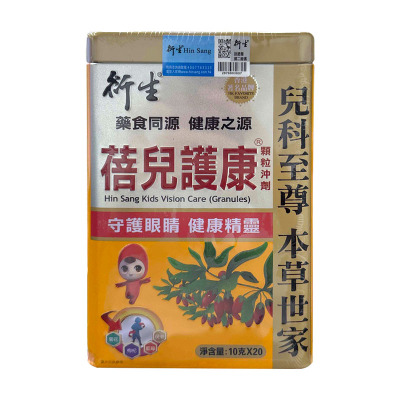 衍生 Hin Sang
衍生
藥食同源 健康之源
蓓兒護康®
顆粒沖劑
Hin Sang Kids Vision Care (Granules)
守護眼睛 健康精靈
兒科至尊 本草世家
淨含量:10克X20